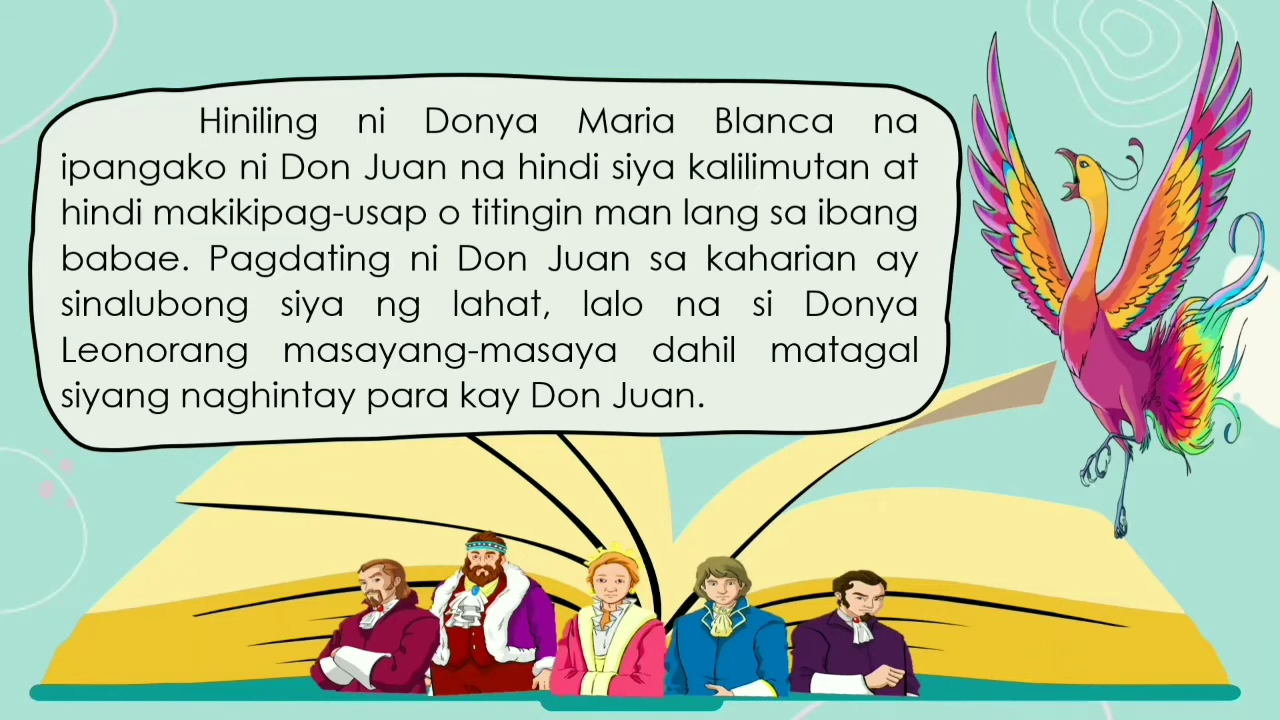 Hiniling ni Donya Maria Blanca na
ipangako ni Don Juan na hindi siya kalilimutan at
hindi makikipag-usap o titingin man lang sa ibang
babae. Pagdating ni Don Juan sa kaharian ay
sinalubong siya ng lahat, lalo na si Donya
Leonorang masayang-masaya dahil matagal
siyang naghintay para kay Don Juan.